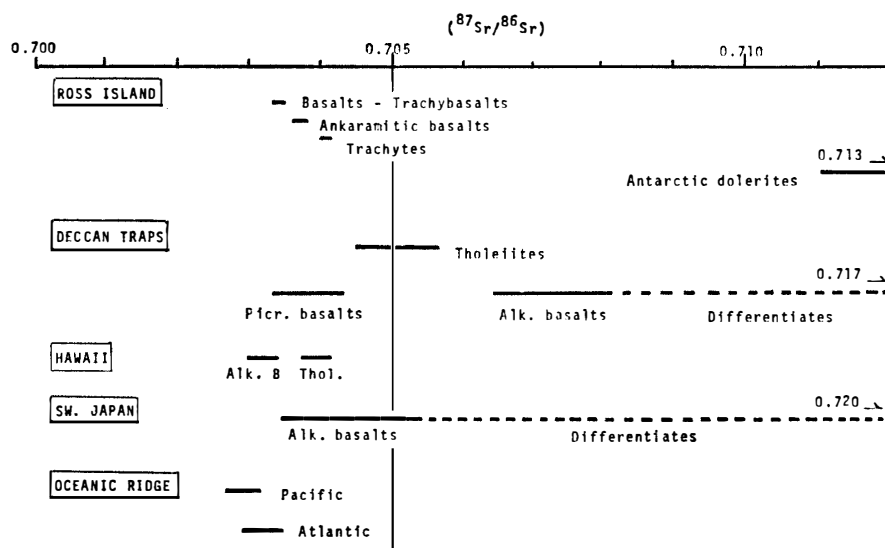 (87Sr/86Sr)
0.700 0.705 0.710
ROSS ISLAND
Basalts - Trachybasalts
Ankaramitic basalts
Trachytes
0.713
Antarctic dolerites
DECCAN TRAPS
Tholeiites
0.717
Picr. basalts Alk. basalts Differentiates
HAWAII
Alk. B Thol.
SW. JAPAN
0.720
Alk. basalts Differentiates
OCEANIC RIDGE
Pacific
Atlantic